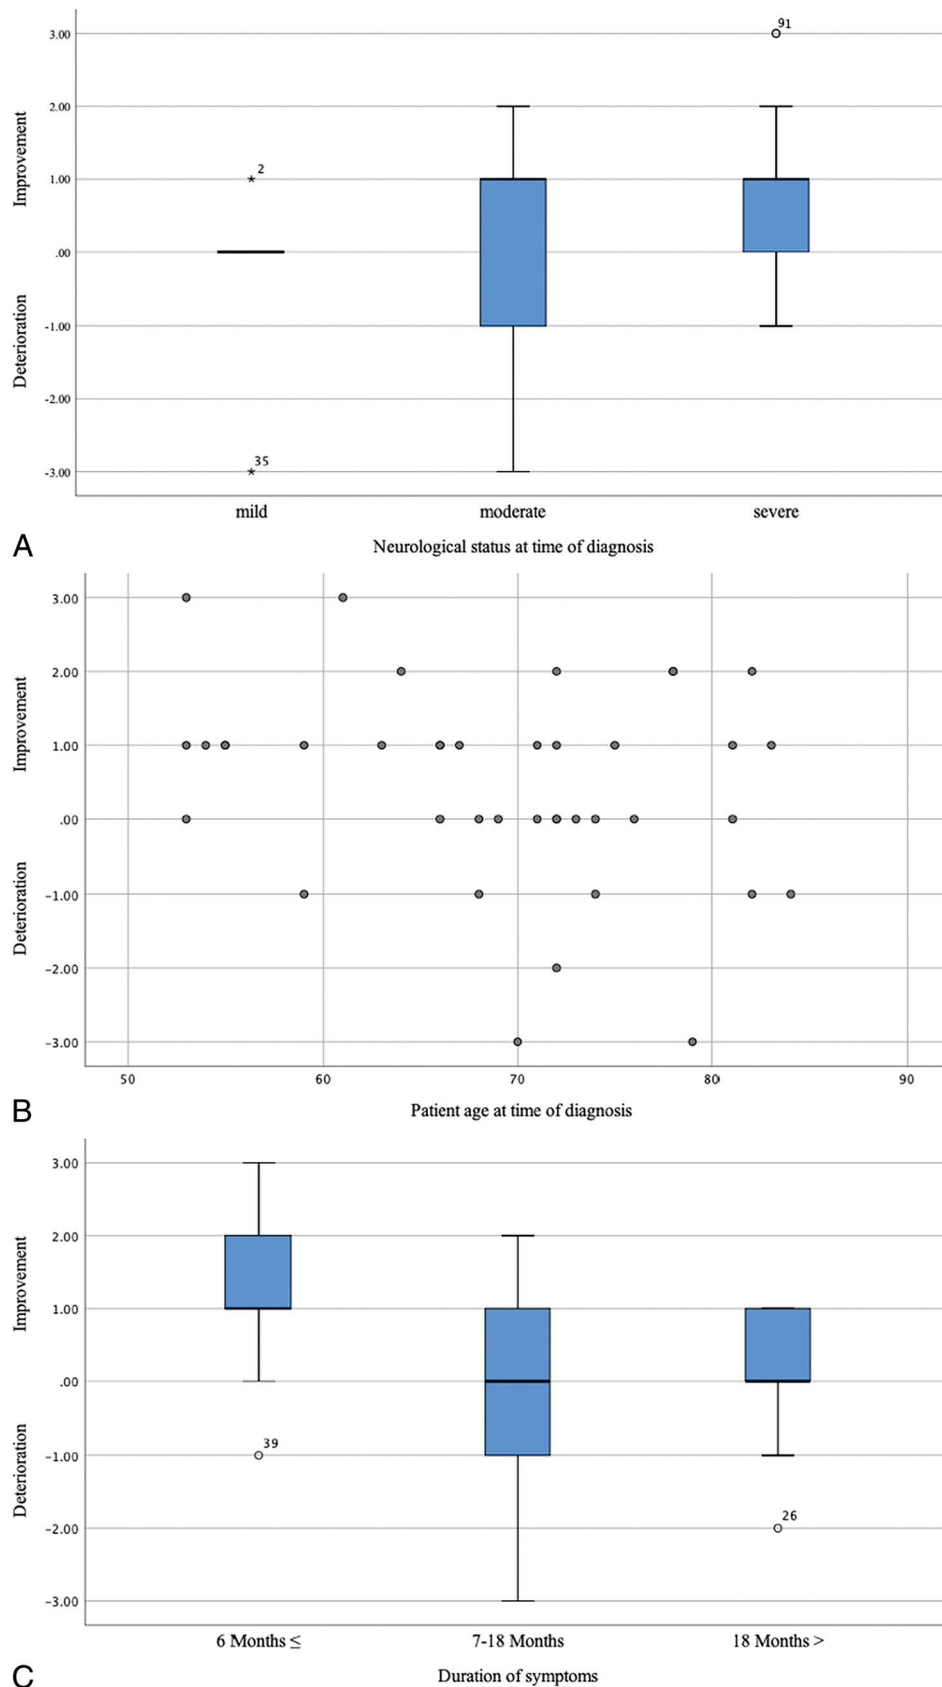 3.00
91
2.00
Improvement
1.00
2
.00
Deterioration
-1.00
-2.00
-3.00
35
mild moderate severe
A
Neurological status at time of diagnosis
3.00
2.00
Improvement
1.00
.00
Deterioration
-1.00
-2.00
-3.00
50 60 70 80 90
B
Patient age at time of diagnosis
3.00
2.00
Improvement
1.00
.00
Deterioration
-1.00
39
-2.00
26
-3.00
6 Months ≤ 7-18 Months 18 Months >
C
Duration of symptoms